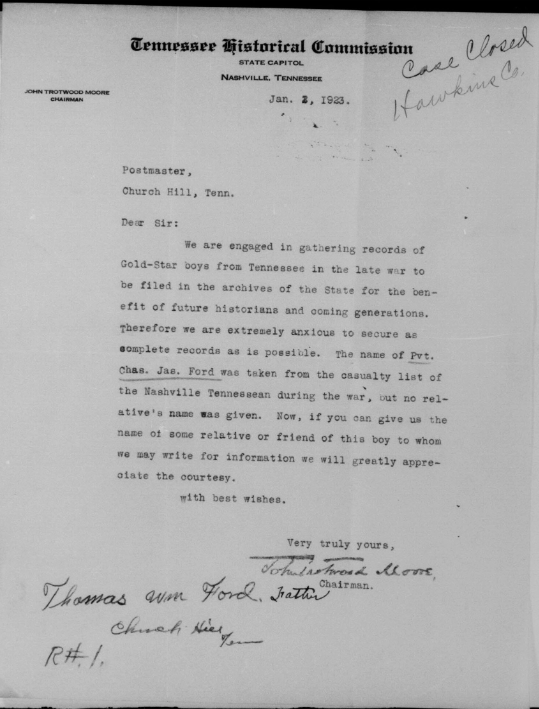 Tennessee Historical Commission
STATE CAPITOL
NASHVILLE, TENNESSEE
JOHN TROTWOOD MOORE
CHAIRMAN
Case Closed
Hawkins Co.
Jan. 2, 1923.
Postmaster,
Church Hill, Tenn.
Dear Sir:
We are engaged in gathering records of
Gold-Star boys from Tennessee in the late war to
be filed in the archives of the State for the ben-
efit of future historians and coming generations.
Therefore we are extremely anxious to secure as
complete records as is possible. The name of Pvt.
Chas. Jas. Ford was taken from the casualty list of
the Nashville Tennessean during the war, but no rel-
ative's name was given. Now, if you can give us the
name of some relative or friend of this boy to whom
we may write for information we will greatly appre-
ciate the courtesy.
with best wishes.
Very truly yours,
John Trotwood Moore,
Chairman.
Thomas Wm Ford. Father
Church Hill
Tenn
R#.1.